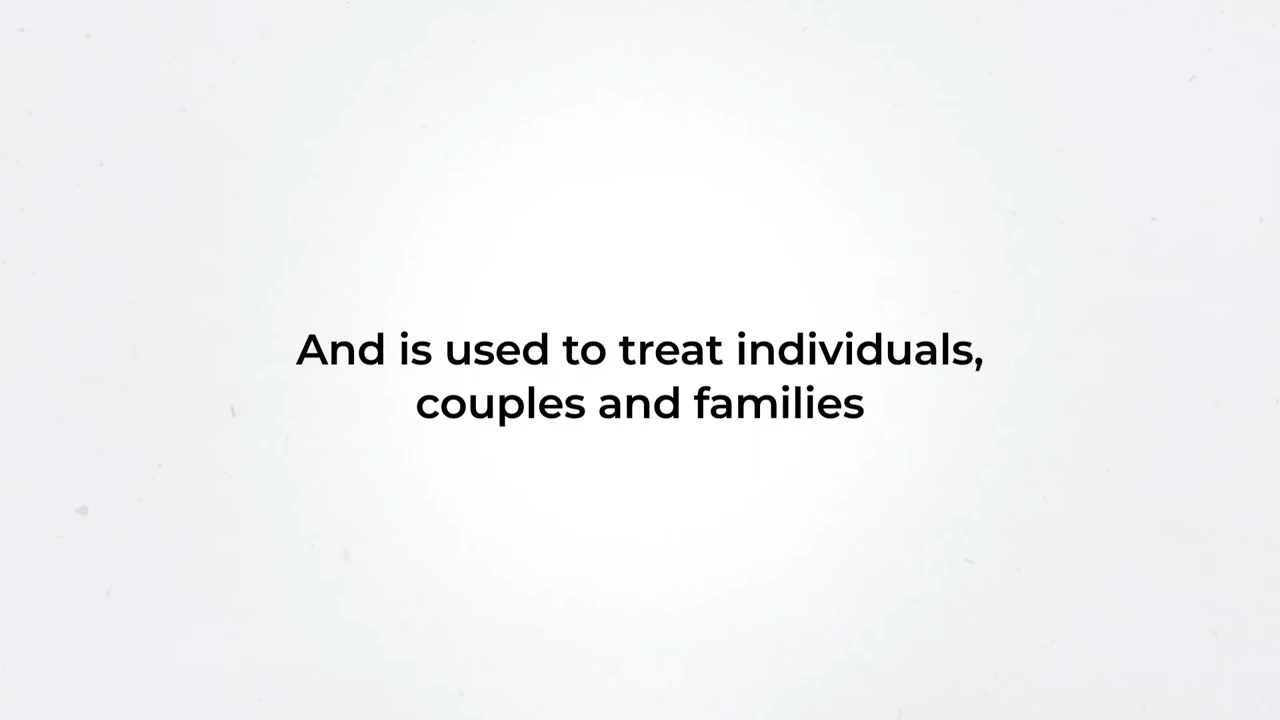 And is used to treat individuals,
couples and families